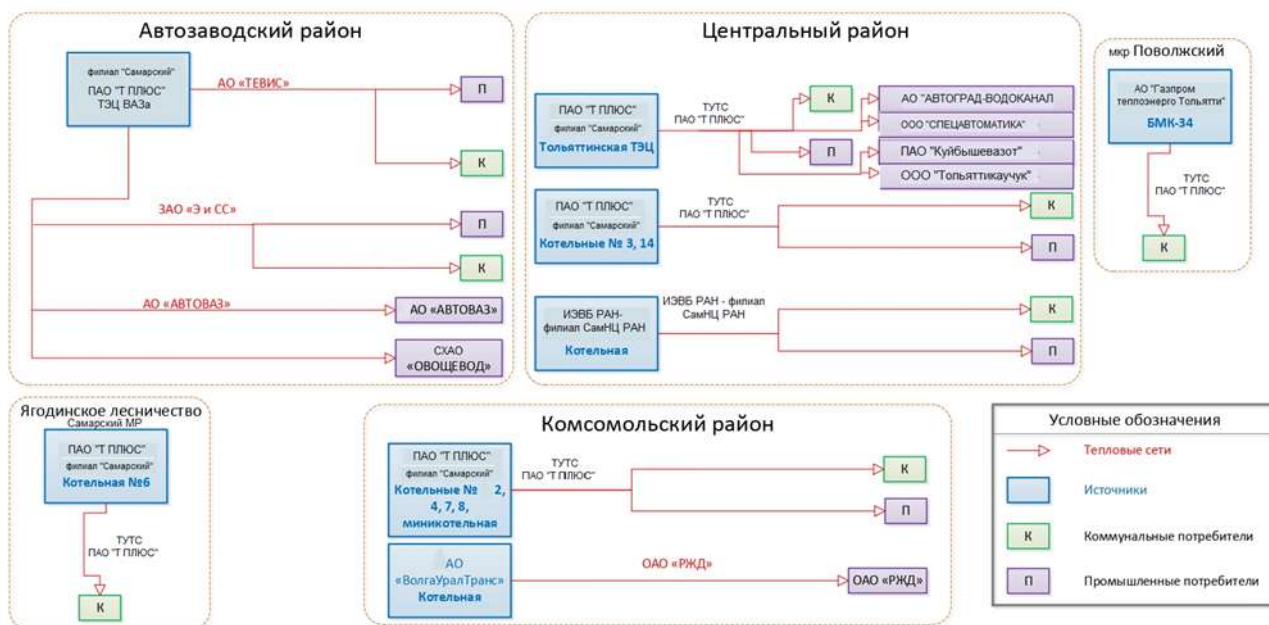 Автозаводский район
филиал "Самарский"
ПАО "Т ПЛЮС"
ТЭЦ ВАЗа
АО «ТЕВИС»
П
К
ЗАО «Э и СС»
П
К
АО «АВТОВАЗ»
АО «АВТОВАЗ»
СХАО
«ОВОЩЕВОД»
Центральный район
ПАО "Т ПЛЮС"
филиал "Самарский"
Тольяттинская ТЭЦ
ТУТС
ПАО "Т ПЛЮС"
К
П
АО "АВТОГРАД-ВОДОКАНАЛ
ООО "СПЕЦАВТОМАТИКА"
ПАО "Куйбышевазот"
ООО "Тольяттикаучук"
ПАО "Т ПЛЮС"
филиал "Самарский"
Котельные № 3, 14
ТУТС
ПАО "Т ПЛЮС"
К
П
ИЭВБ РАН-
филиал СамНЦ РАН
Котельная
ИЭВБ РАН - филиал
СамНЦ РАН
К
П
мкр Поволжский
АО "Газпром
теплоэнерго Тольятти"
БМК-34
ТУТС
ПАО "Т ПЛЮС"
К
Ягодинское лесничество
Самарский МР
ПАО "Т ПЛЮС"
филиал "Самарский"
Котельная №6
ТУТС
ПАО "Т ПЛЮС"
К
Комсомольский район
ПАО "Т ПЛЮС"
филиал "Самарский"
Котельные № 2,
4, 7, 8,
миникотельная
ТУТС
ПАО "Т ПЛЮС"
К
П
АО
«ВолгаУралТранс»
Котельная
ОАО «РЖД»
ОАО «РЖД»
Условные обозначения
Тепловые сети
Источники
К
Коммунальные потребители
П
Промышленные потребители